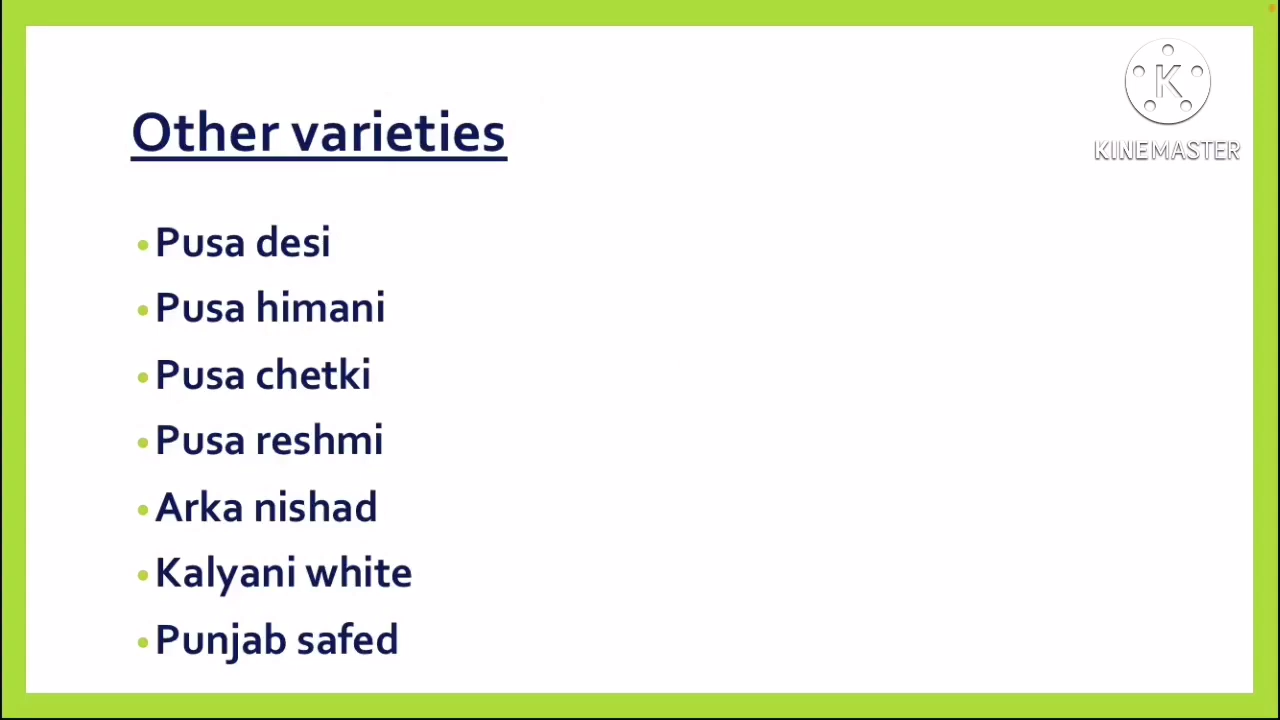 K
KINEMASTER
Other varieties
• Pusa desi
• Pusa himani
• Pusa chetki
• Pusa reshmi
• Arka nishad
• Kalyani white
• Punjab safed